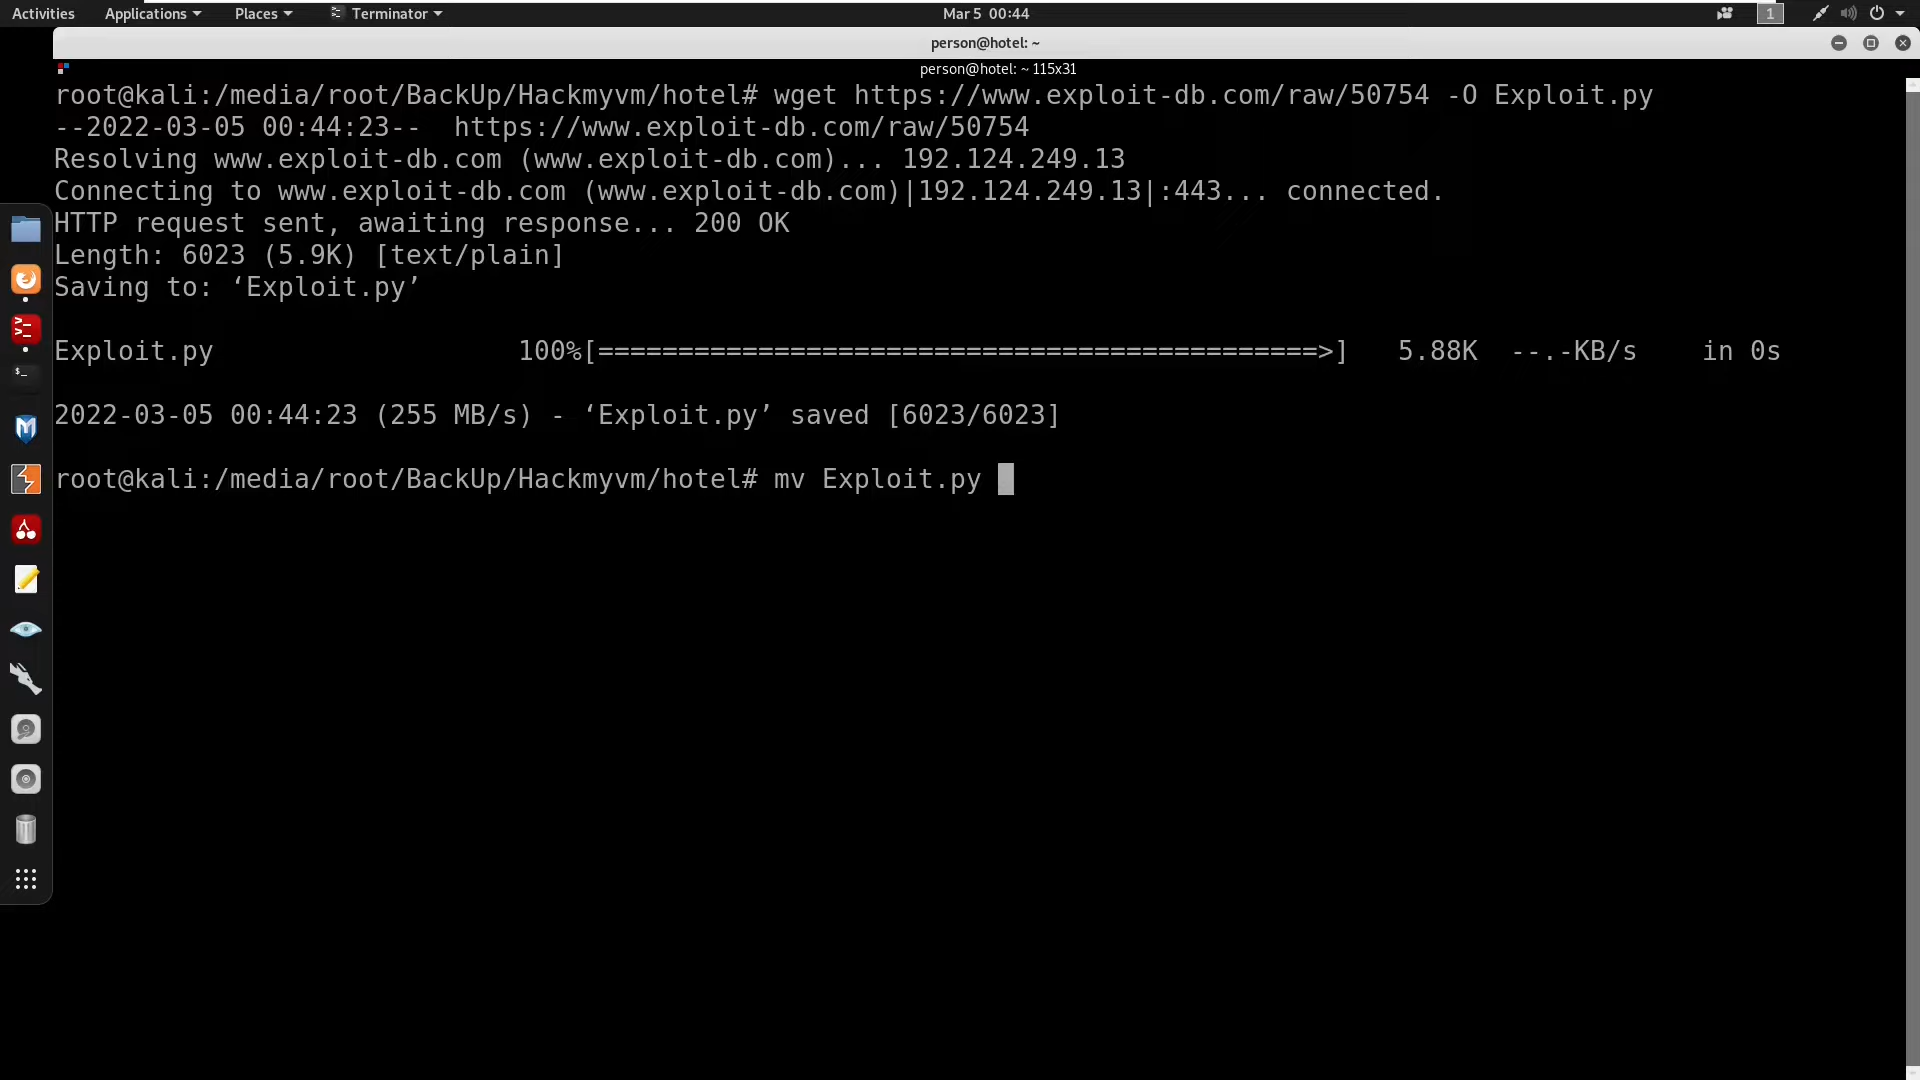 Activities Applications Places Terminator Mar 5 00:44 1
person@hotel: ~
person@hotel: ~ 115x31
root@kali:/media/root/BackUp/Hackmyvm/hotel# wget https://www.exploit-db.com/raw/50754 -O Exploit.py
--2022-03-05 00:44:23--  https://www.exploit-db.com/raw/50754
Resolving www.exploit-db.com (www.exploit-db.com)... 192.124.249.13
Connecting to www.exploit-db.com (www.exploit-db.com)|192.124.249.13|:443... connected.
HTTP request sent, awaiting response... 200 OK
Length: 6023 (5.9K) [text/plain]
Saving to: ‘Exploit.py’
Exploit.py                   100%[=============================================>]   5.88K  --.-KB/s    in 0s
2022-03-05 00:44:23 (255 MB/s) - ‘Exploit.py’ saved [6023/6023]
root@kali:/media/root/BackUp/Hackmyvm/hotel# mv Exploit.py